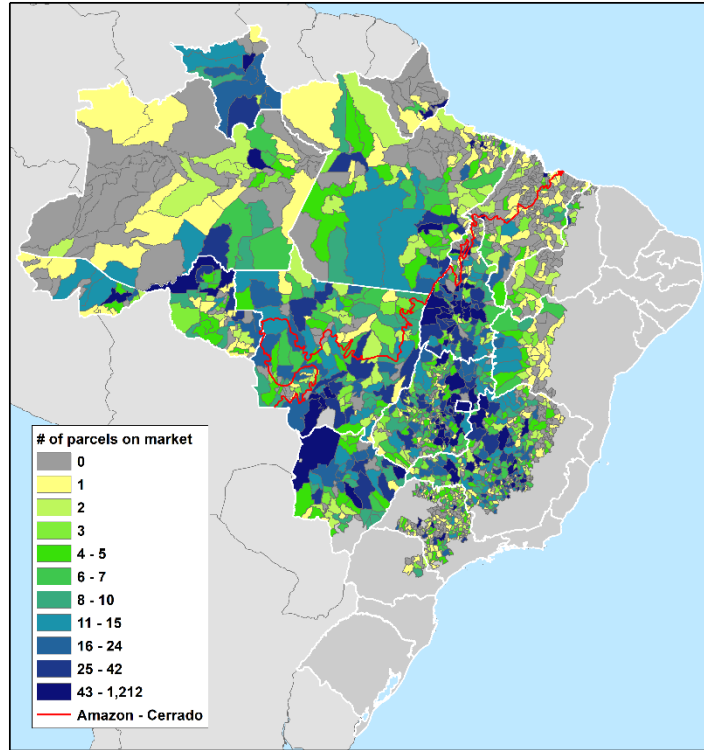 # of parcels on market
0
1
2
3
4 - 5
6 - 7
8 - 10
11 - 15
16 - 24
25 - 42
43 - 1,212
Amazon - Cerrado